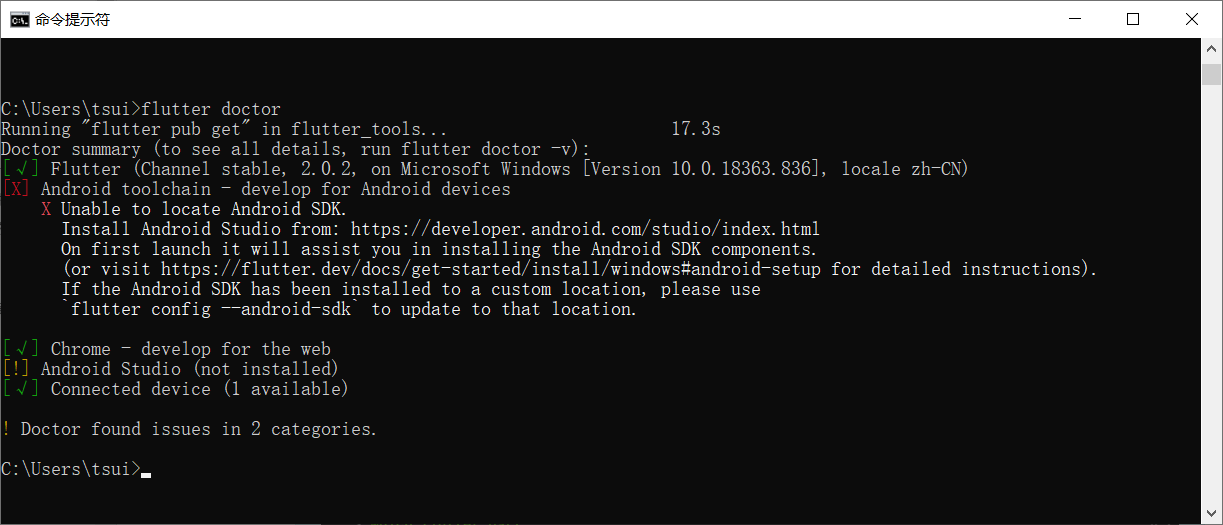 命令提示符
C:\Users\tsui>flutter doctor
Running "flutter pub get" in flutter_tools... 17.3s
Doctor summary (to see all details, run flutter doctor -v):
[√] Flutter (Channel stable, 2.0.2, on Microsoft Windows [Version 10.0.18363.836], locale zh-CN)
[X] Android toolchain - develop for Android devices
X Unable to locate Android SDK.
Install Android Studio from: https://developer.android.com/studio/index.html
On first launch it will assist you in installing the Android SDK components.
(or visit https://flutter.dev/docs/get-started/install/windows#android-setup for detailed instructions).
If the Android SDK has been installed to a custom location, please use
`flutter config --android-sdk` to update to that location.
[√] Chrome - develop for the web
[!] Android Studio (not installed)
[√] Connected device (1 available)
! Doctor found issues in 2 categories.
C:\Users\tsui>